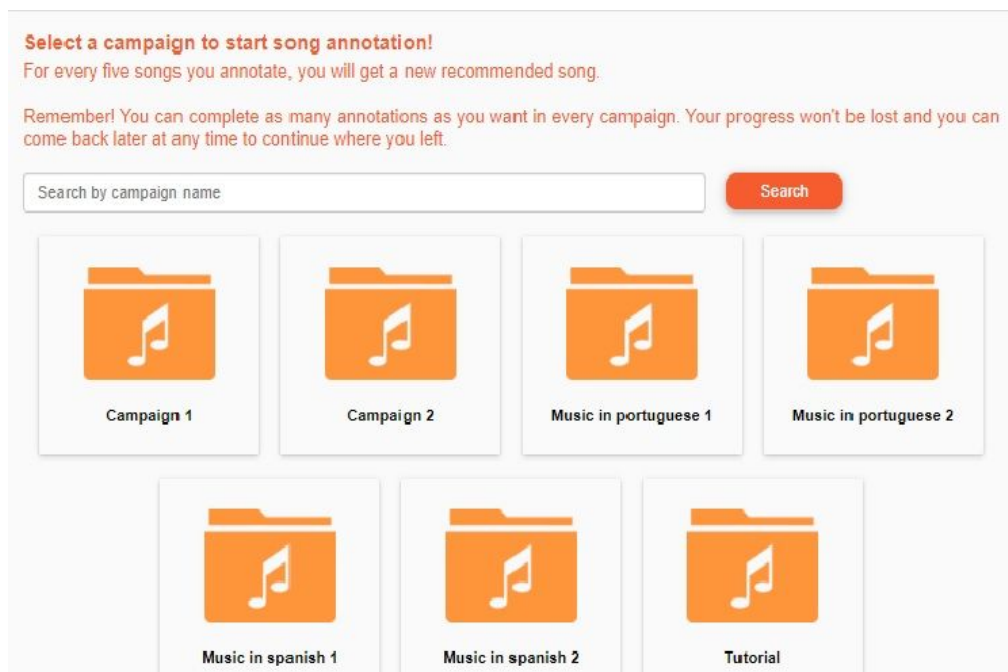 Select a campaign to start song annotation!
For every five songs you annotate, you will get a new recommended song.
Remember! You can complete as many annotations as you want in every campaign. Your progress won't be lost and you can
come back later at any time to continue where you left.
Search by campaign name
Search
Campaign 1
Campaign 2
Music in portuguese 1
Music in portuguese 2
Music in spanish 1
Music in spanish 2
Tutorial